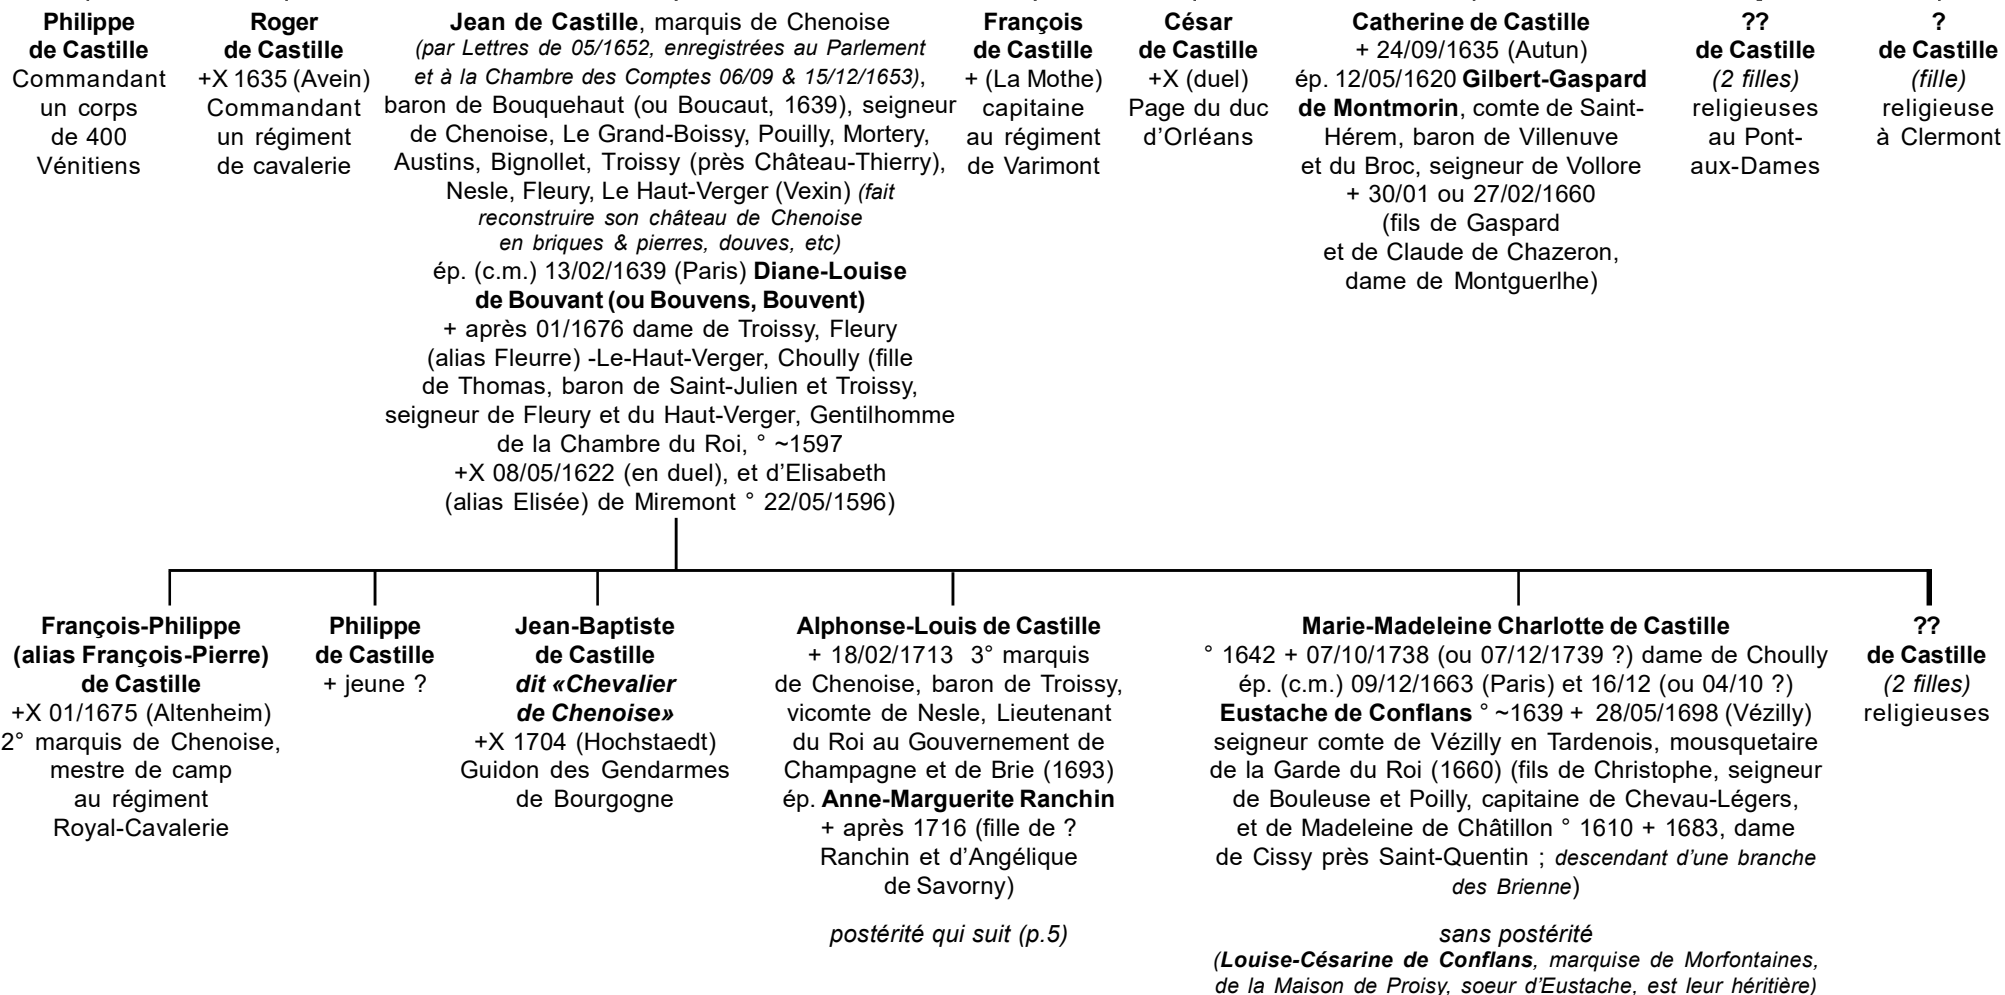 Philippe
de Castille
Commandant
un corps
de 400
Vénitiens
Roger
de Castille
+X 1635 (Avein)
Commandant
un régiment
de cavalerie
Jean de Castille, marquis de Chenoise
(par Lettres de 05/1652, enregistrées au Parlement
et à la Chambre des Comptes 06/09 & 15/12/1653),
baron de Bouquehaut (ou Boucaut, 1639), seigneur
de Chenoise, Le Grand-Boissy, Pouilly, Mortery,
Austins, Bignollet, Troissy (près Château-Thierry),
Nesle, Fleury, Le Haut-Verger (Vexin) (fait
reconstruire son château de Chenoise
en briques & pierres, douves, etc)
ép. (c.m.) 13/02/1639 (Paris) Diane-Louise
de Bouvant (ou Bouvens, Bouvent)
+ après 01/1676 dame de Troissy, Fleury
(alias Fleurre) -Le-Haut-Verger, Choully (fille
de Thomas, baron de Saint-Julien et Troissy,
seigneur de Fleury et du Haut-Verger, Gentilhomme
de la Chambre du Roi, ° ~1597
+X 08/05/1622 (en duel), et d’Elisabeth
(alias Elisée) de Miremont ° 22/05/1596)
François
de Castille
+ (La Mothe)
capitaine
au régiment
de Varimont
César
de Castille
+X (duel)
Page du duc
d’Orléans
Catherine de Castille
+ 24/09/1635 (Autun)
ép. 12/05/1620 Gilbert-Gaspard
de Montmorin, comte de Saint-
Hérem, baron de Villenuve
et du Broc, seigneur de Vollore
+ 30/01 ou 27/02/1660
(fils de Gaspard
et de Claude de Chazeron,
dame de Montguerlhe)
??
de Castille
(2 filles)
religieuses
au Pont-
aux-Dames
?
de Castille
(fille)
religieuse
à Clermont
François-Philippe
(alias François-Pierre)
de Castille
+X 01/1675 (Altenheim)
2° marquis de Chenoise,
mestre de camp
au régiment
Royal-Cavalerie
Philippe
de Castille
+ jeune ?
Jean-Baptiste
de Castille
dit «Chevalier
de Chenoise»
+X 1704 (Hochstaedt)
Guidon des Gendarmes
de Bourgogne
Alphonse-Louis de Castille
+ 18/02/1713 3° marquis
de Chenoise, baron de Troissy,
vicomte de Nesle, Lieutenant
du Roi au Gouvernement de
Champagne et de Brie (1693)
ép. Anne-Marguerite Ranchin
+ après 1716 (fille de ?
Ranchin et d’Angélique
de Savorny)
postérité qui suit (p.5)
Marie-Madeleine Charlotte de Castille
° 1642 + 07/10/1738 (ou 07/12/1739 ?) dame de Choully
ép. (c.m.) 09/12/1663 (Paris) et 16/12 (ou 04/10 ?)
Eustache de Conflans ° ~1639 + 28/05/1698 (Vézilly)
seigneur comte de Vézilly en Tardenois, mousquetaire
de la Garde du Roi (1660) (fils de Christophe, seigneur
de Bouleuse et Poilly, capitaine de Chevau-Légers,
et de Madeleine de Châtillon ° 1610 + 1683, dame
de Cissy près Saint-Quentin ; descendant d’une branche
des Brienne)
sans postérité
(Louise-Césarine de Conflans, marquise de Morfontaines,
de la Maison de Proisy, soeur d’Eustache, est leur héritière)
??
de Castille
(2 filles)
religieuses